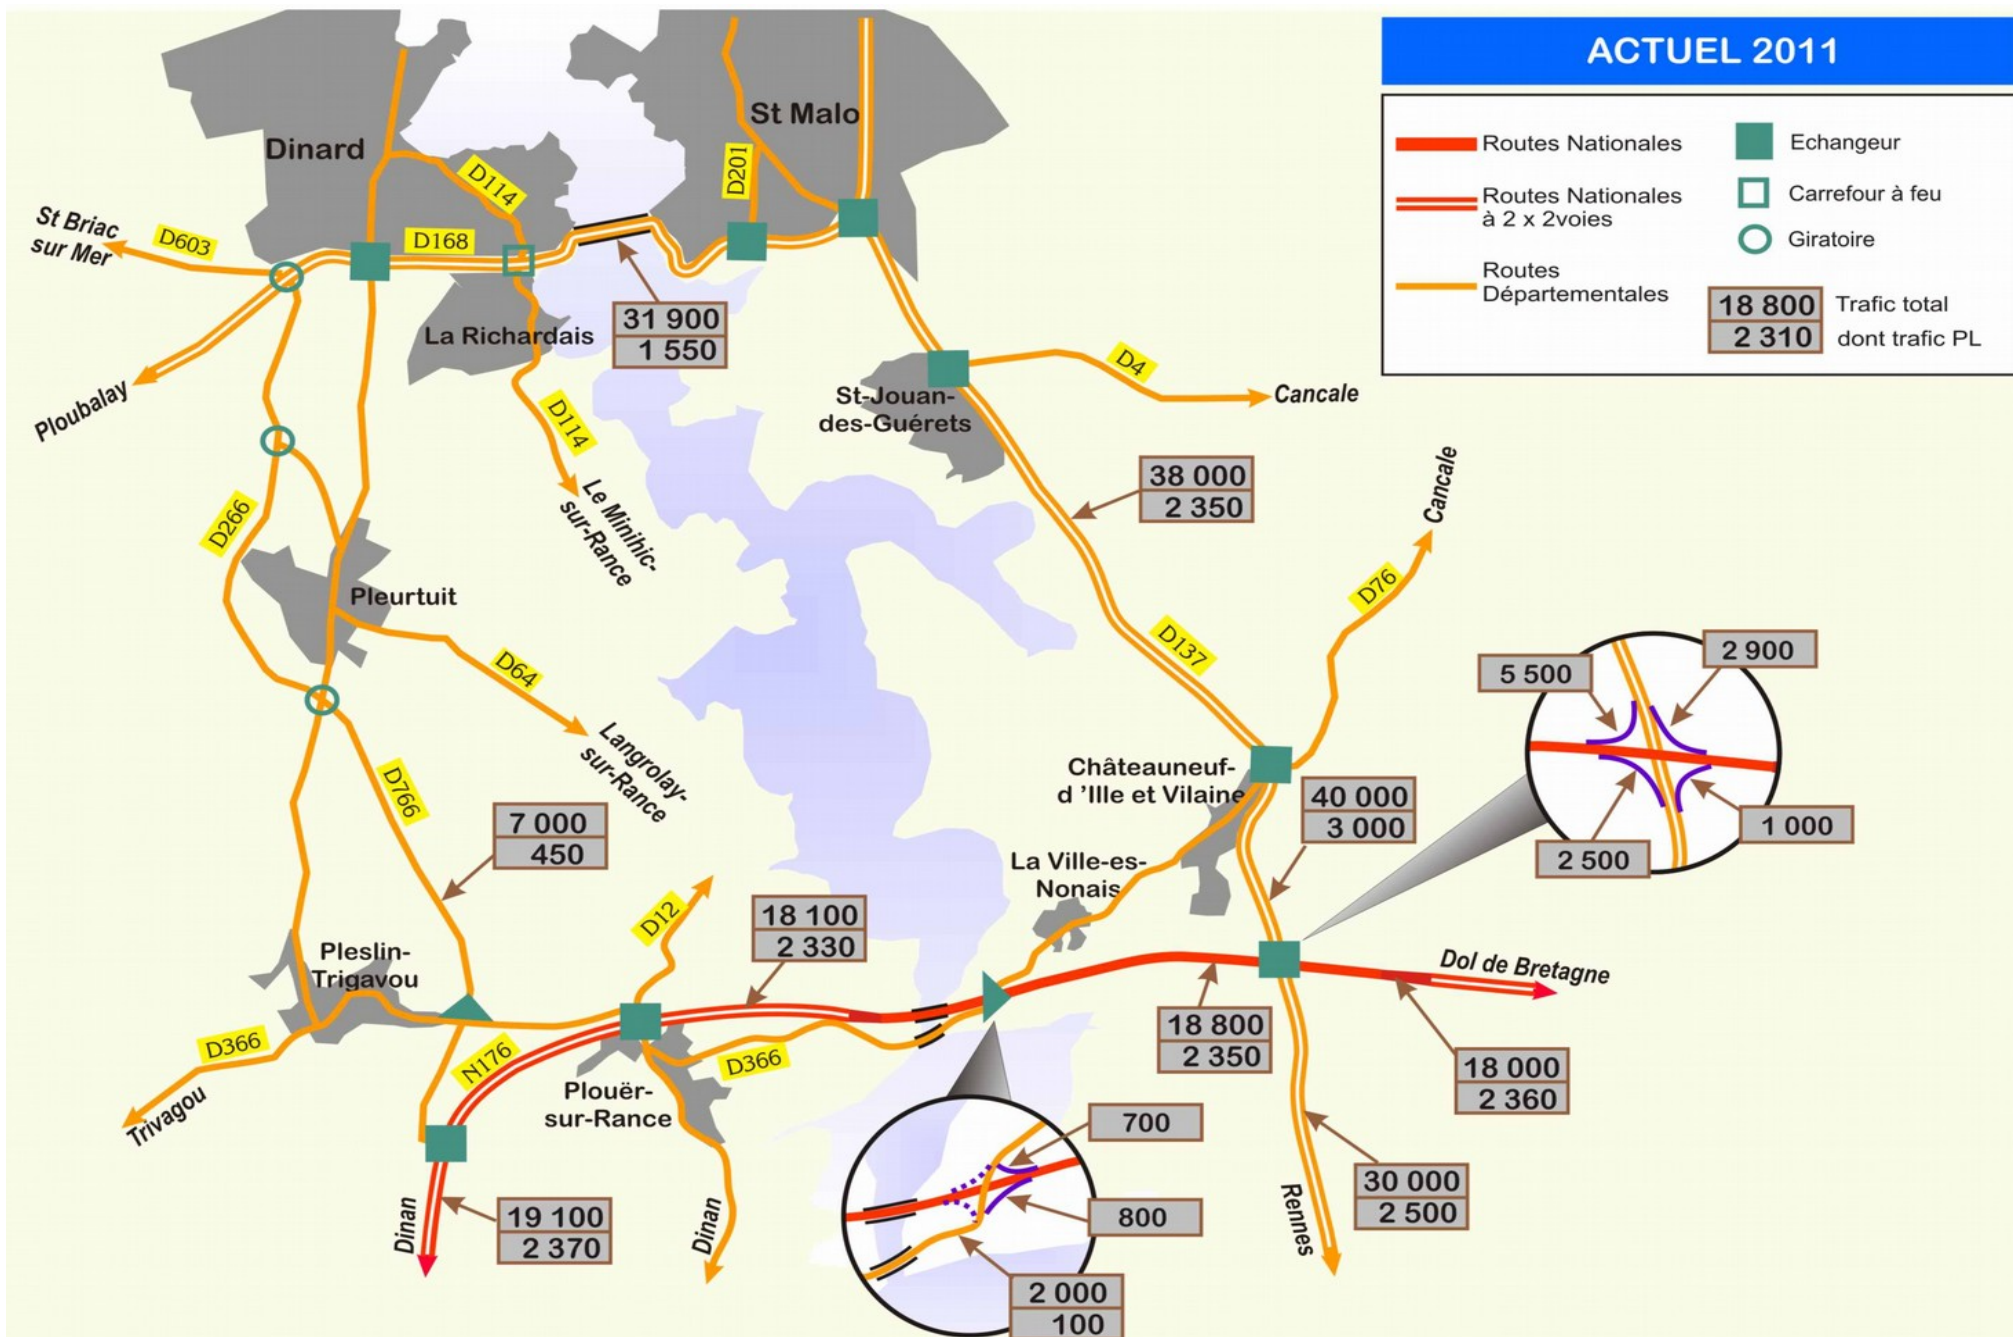 ACTUEL 2011
Routes Nationales
Routes Nationales
à 2 x 2voies
Routes
Départementales
Echangeur
Carrefour à feu
Giratoire
18 800
2 310
Trafic total
dont trafic PL
Dinard
St Malo
D114
D201
St Briac
sur Mer
D603
D168
31 900
1 550
La Richardais
Ploubalay
D4
Cancale
St-Jouan-
des-Guérets
D114
Le Minihic-
sur-Rance
38 000
2 350
Cancale
D266
D76
Pleurtuit
D137
D64
Langrolay-
sur-Rance
5 500
2 900
2 500
1 000
D766
Châteauneuf-
d 'Ille et Vilaine
40 000
3 000
7 000
450
La Ville-es-
Nonais
D12
18 100
2 330
Pleslin-
Trigavou
Dol de Bretagne
D366
N176
D366
18 800
2 350
18 000
2 360
Trivagou
Plouër-
sur-Rance
700
800
2 000
100
30 000
2 500
Rennes
Dinan
19 100
2 370
Dinan